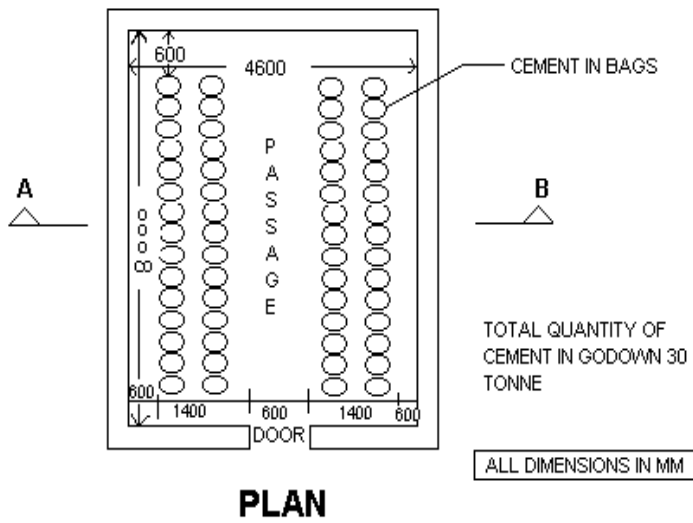 600
4600
CEMENT IN BAGS
PASSAGE
A
B
8000
TOTAL QUANTITY OF
CEMENT IN GODOWN 30
TONNE
600
1400
600
1400
600
DOOR
ALL DIMENSIONS IN MM
PLAN